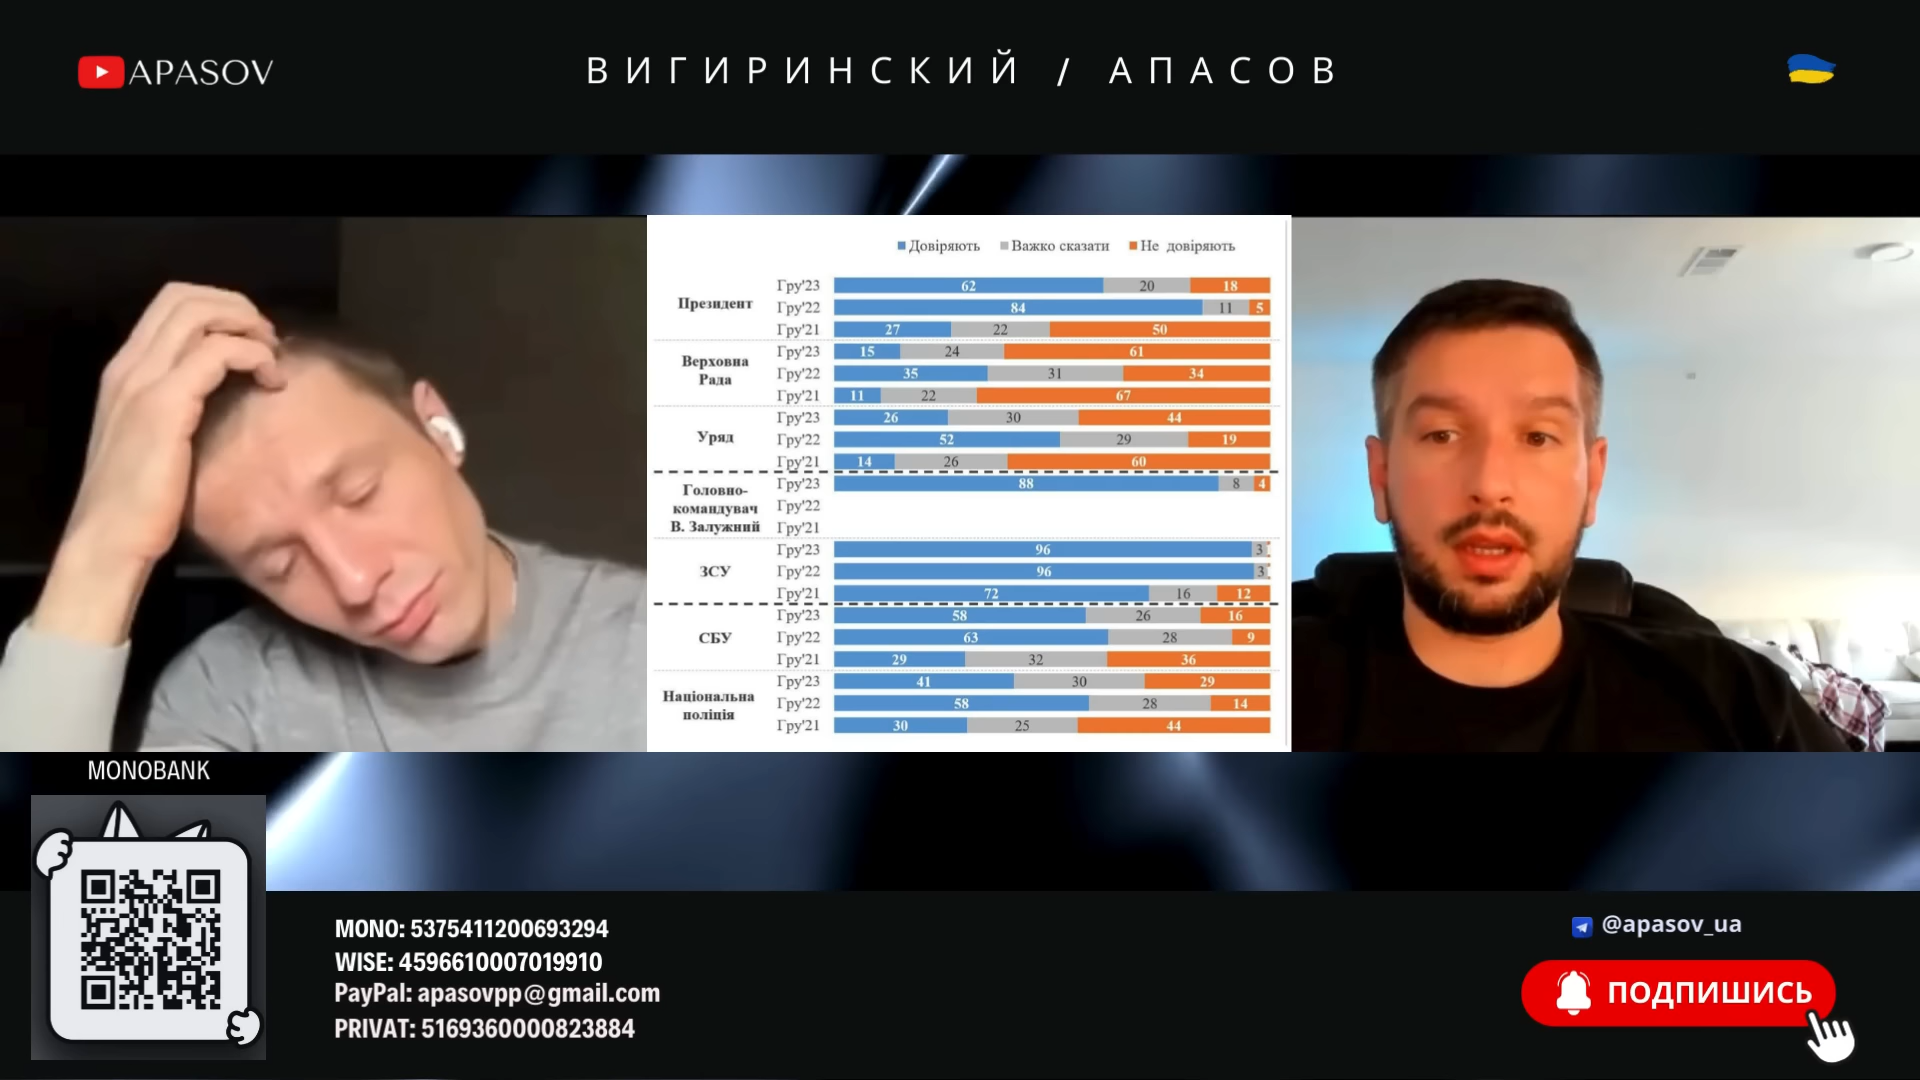 APASOV
ВИГИРИНСКИЙ / АПАСОВ
Довіряють Важко сказати Не довіряють
Президент
Гру'23 62 20 18
Гру'22 84 11 5
Гру'21 27 22 50
Верховна
Рада
Гру'23 15 24 61
Гру'22 35 31 34
Гру'21 11 22 67
Уряд
Гру'23 26 30 44
Гру'22 52 29 19
Гру'21 14 26 60
Головно-
командувач
В. Залужний
Гру'23 88 8 4
Гру'22
Гру'21
ЗСУ
Гру'23 96 3
Гру'22 96 3
Гру'21 72 16 12
СБУ
Гру'23 58 26 16
Гру'22 63 28 9
Гру'21 29 32 36
Національна
поліція
Гру'23 41 30 29
Гру'22 58 28 14
Гру'21 30 25 44
MONOBANK
MONO: 5375411200693294
WISE: 4596610007019910
PayPal: apasovpp@gmail.com
PRIVAT: 5169360000823884
@apasov_ua
ПОДПИШИСЬ